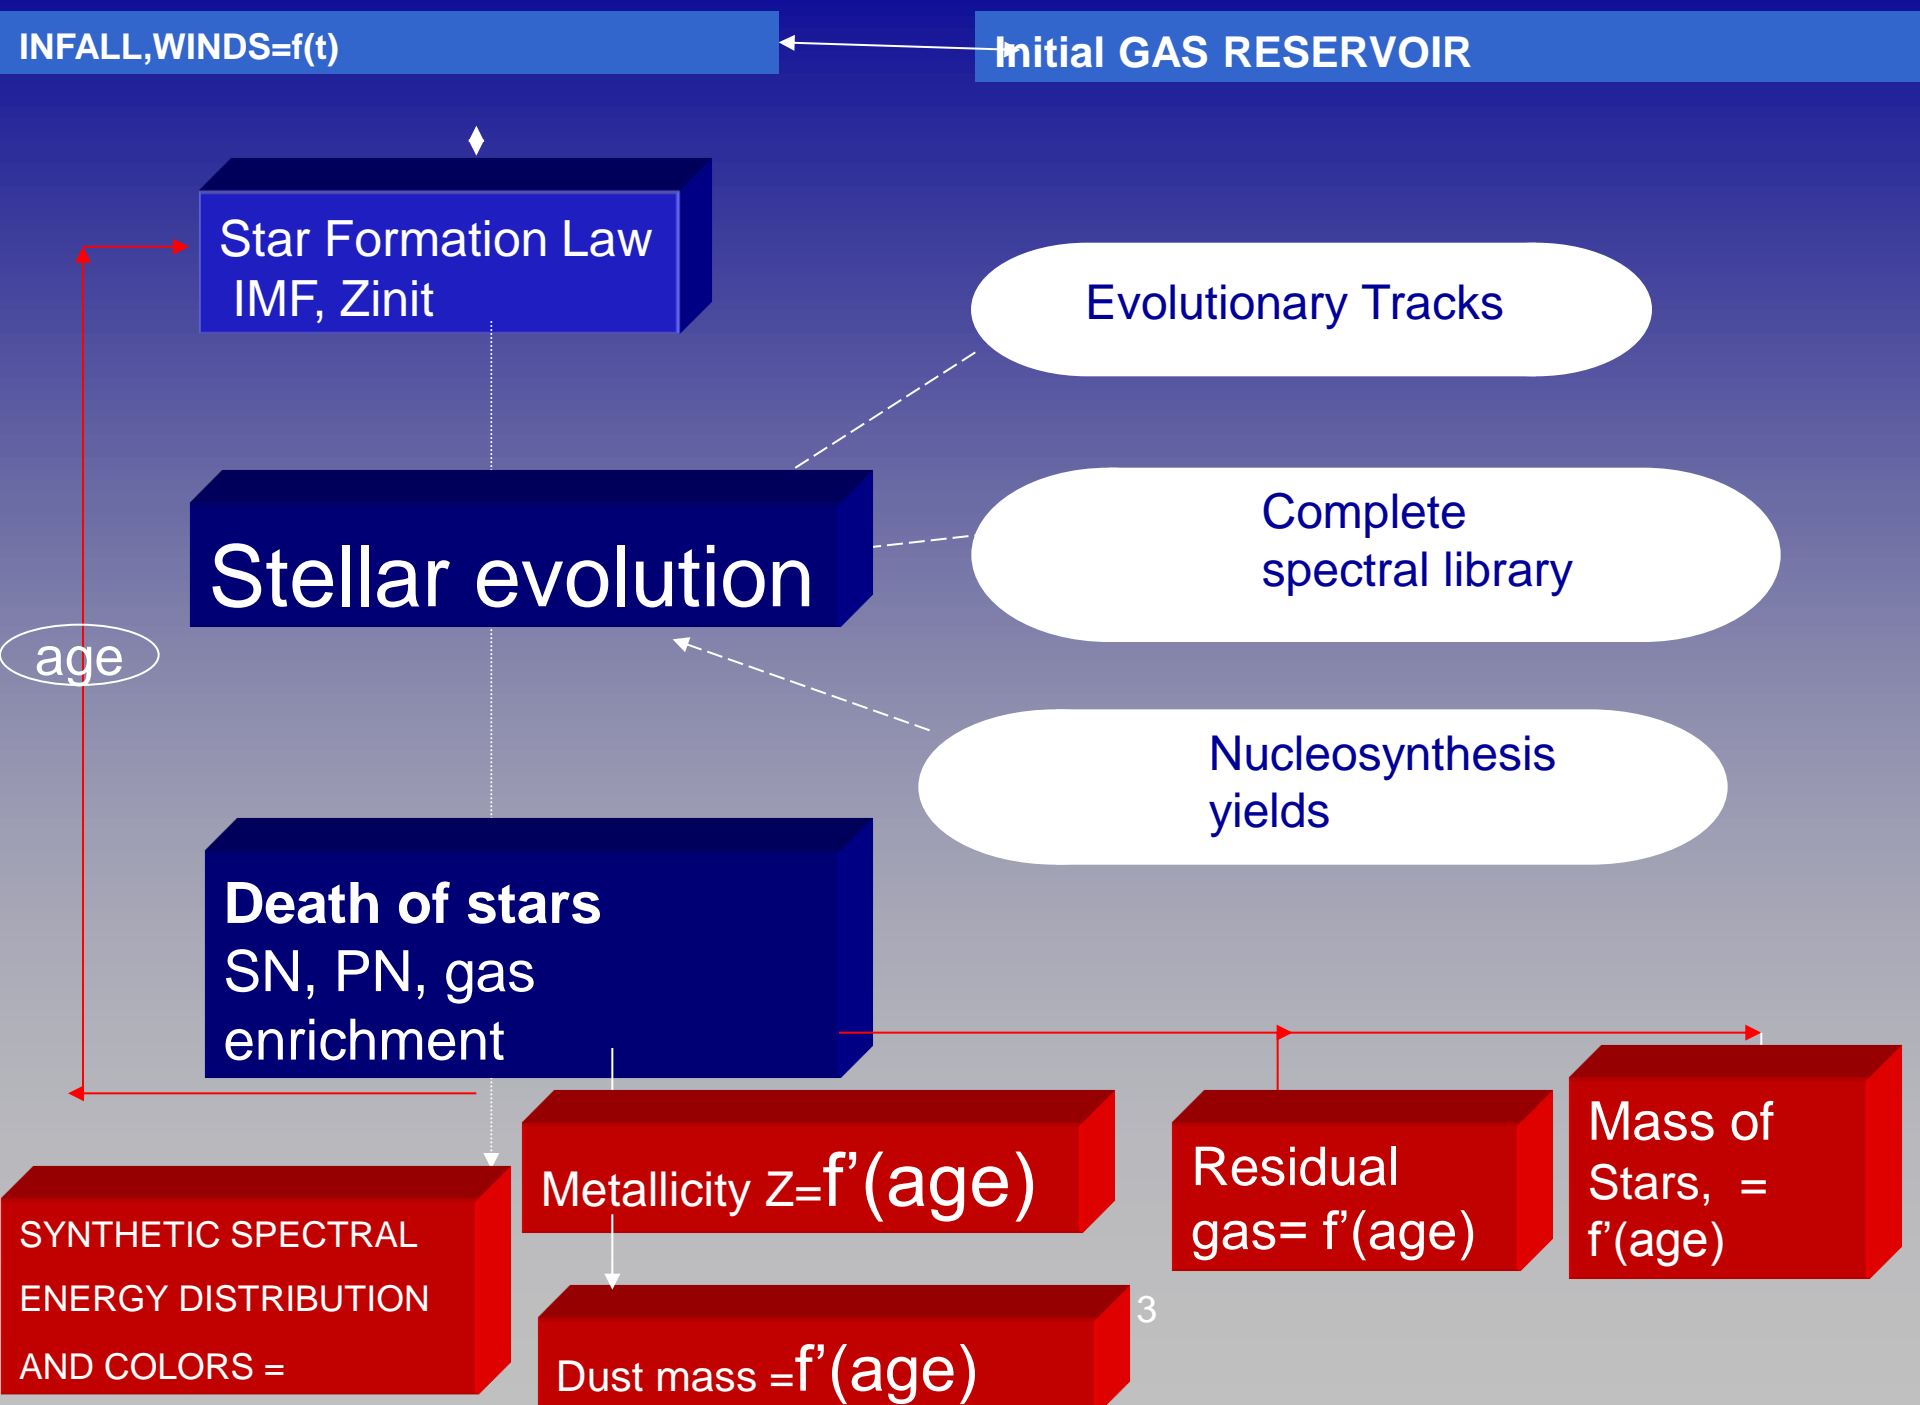 INFALL,WINDS=f(t)
Initial GAS RESERVOIR
Star Formation Law
IMF, Zinit
Evolutionary Tracks
Complete
spectral library
Stellar evolution
age
Nucleosynthesis
yields
Death of stars
SN, PN, gas
enrichment
Metallicity Z=f’(age)
Residual
gas= f’(age)
Mass of
Stars, =
f’(age)
SYNTHETIC SPECTRAL
ENERGY DISTRIBUTION
AND COLORS =
Dust mass =f’(age)
3